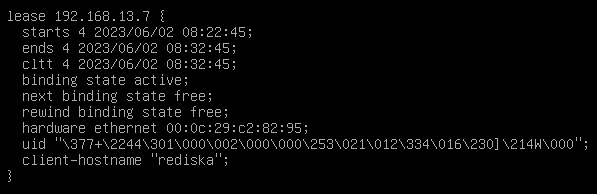 lease 192.168.13.7 {
  starts 4 2023/06/02 08:22:45;
  ends 4 2023/06/02 08:32:45;
  cltt 4 2023/06/02 08:32:45;
  binding state active;
  next binding state free;
  rewind binding state free;
  hardware ethernet 00:0c:29:c2:82:95;
  uid "\377+\2244\301\000\002\000\000\253\021\012\334\016\230]\214W\000";
  client-hostname "rediska";
}